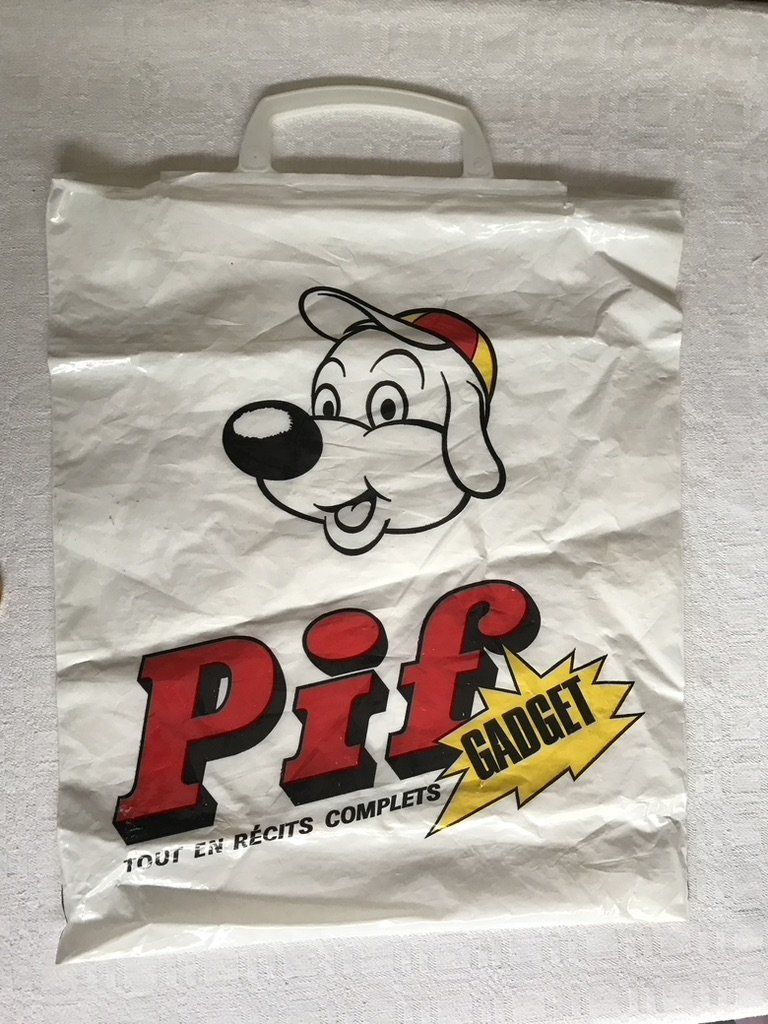 Pif
GADGET
TOUT EN RÉCITS COMPLETS